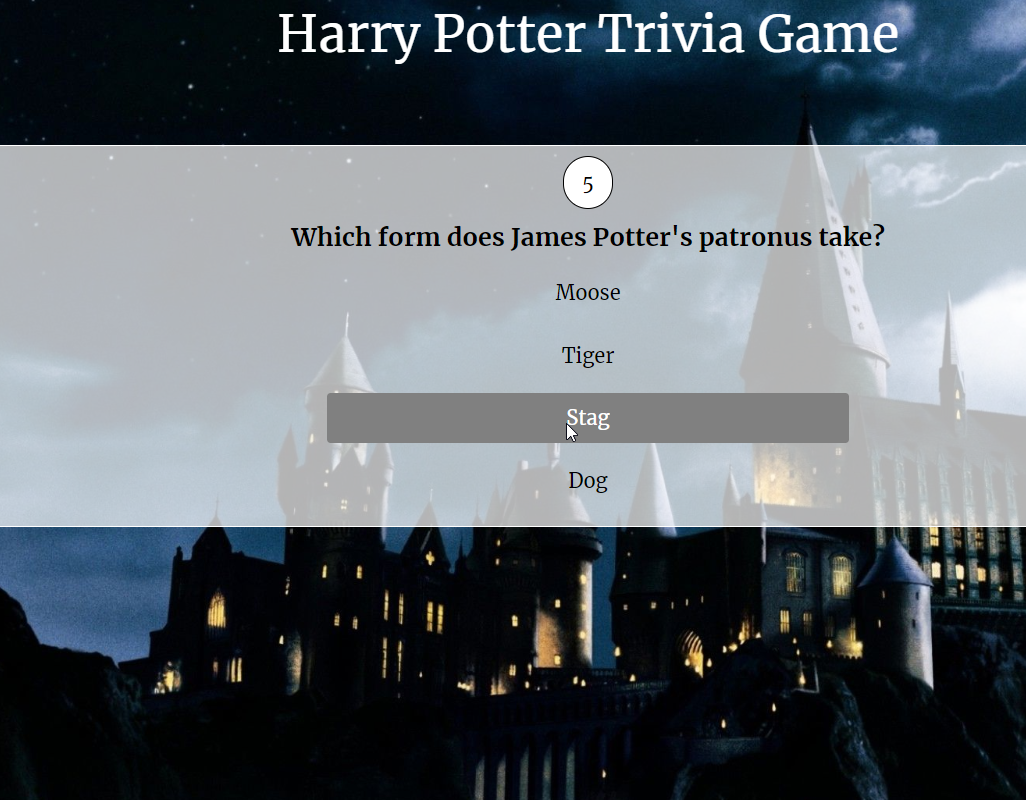 Harry Potter Trivia Game
5
Which form does James Potter's patronus take?
Moose
Tiger
Stag
Dog